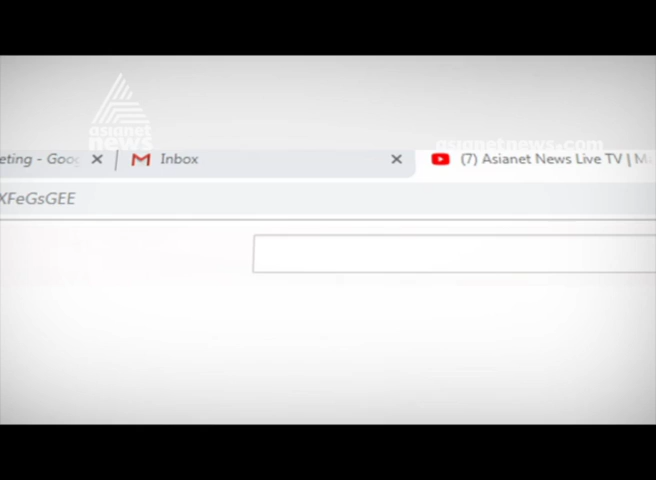 asianet
news
asianetnews.com
eting - Goog
Inbox
(7) Asianet News Live TV | M
XFeGsGEE